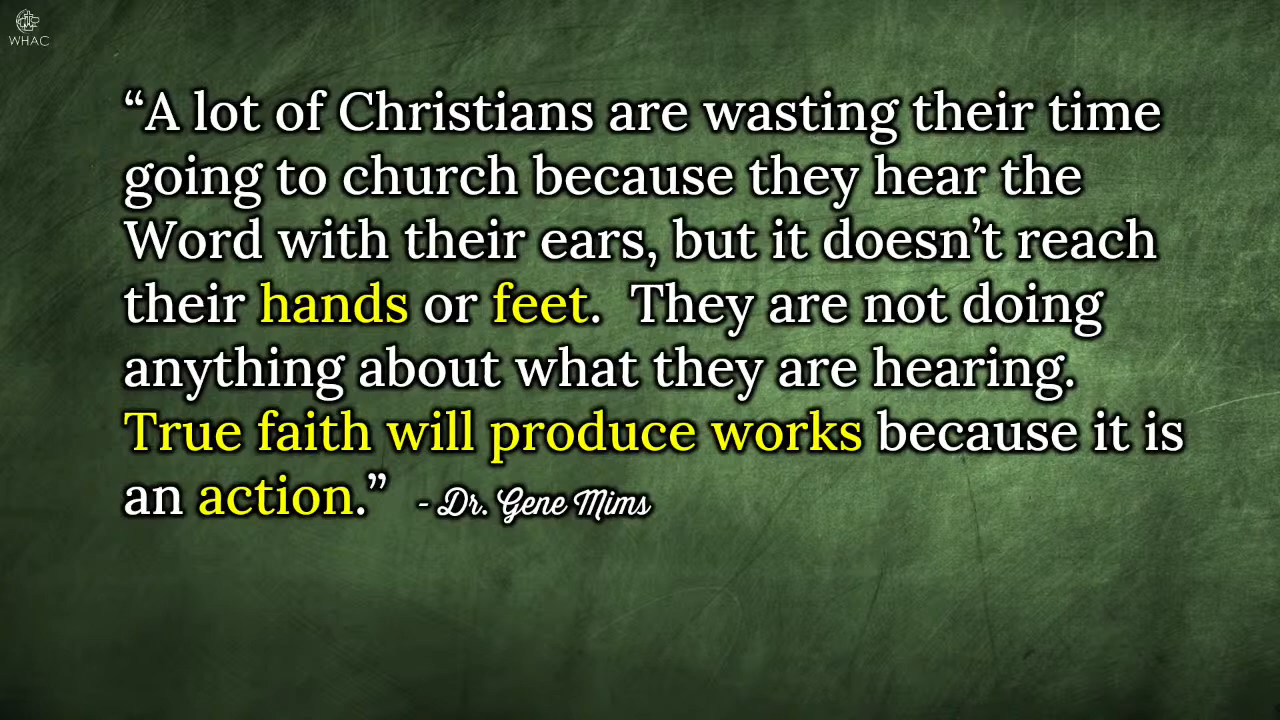 WHAC
“A lot of Christians are wasting their time
going to church because they hear the
Word with their ears, but it doesn’t reach
their hands or feet.  They are not doing
anything about what they are hearing.
True faith will produce works because it is
an action.”  - Dr. Gene Mims